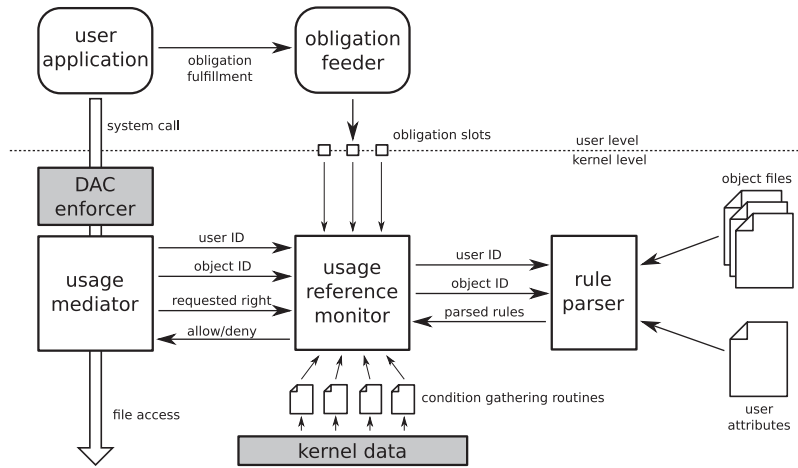 user
application
obligation
fulfillment
obligation
feeder
system call
obligation slots
user level
kernel level
DAC
enforcer
object files
usage
mediator
user ID
object ID
requested right
allow/deny
usage
reference
monitor
user ID
object ID
parsed rules
rule
parser
file access
condition gathering routines
user
attributes
kernel data